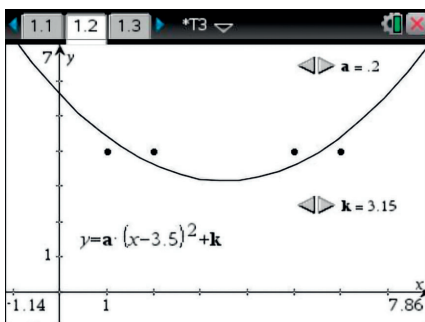 1.1 1.2 1.3 *T3
7 y
a = .2
k = 3.15
y=a·(x−3.5)²+k
1
x
-1.14 1 7.86